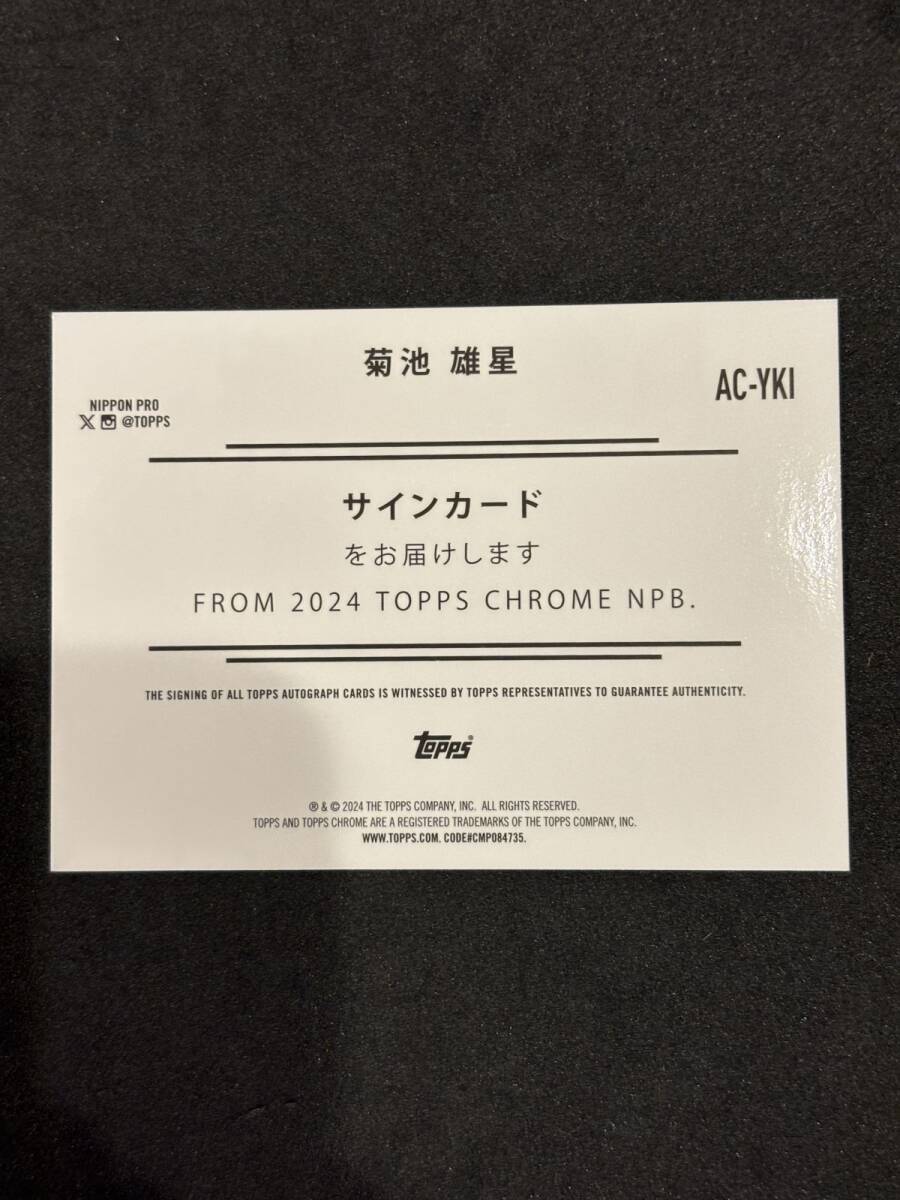 菊池 雄星
AC-YKI
NIPPON PRO
@TOPPS
サインカード
をお届けします
FROM 2024 TOPPS CHROME NPB.
THE SIGNING OF ALL TOPPS AUTOGRAPH CARDS IS WITNESSED BY TOPPS REPRESENTATIVES TO GUARANTEE AUTHENTICITY.
topps®
® & © 2024 THE TOPPS COMPANY, INC. ALL RIGHTS RESERVED.
TOPPS AND TOPPS CHROME ARE A REGISTERED TRADEMARKS OF THE TOPPS COMPANY, INC.
WWW.TOPPS.COM. CODE#CMP084735.